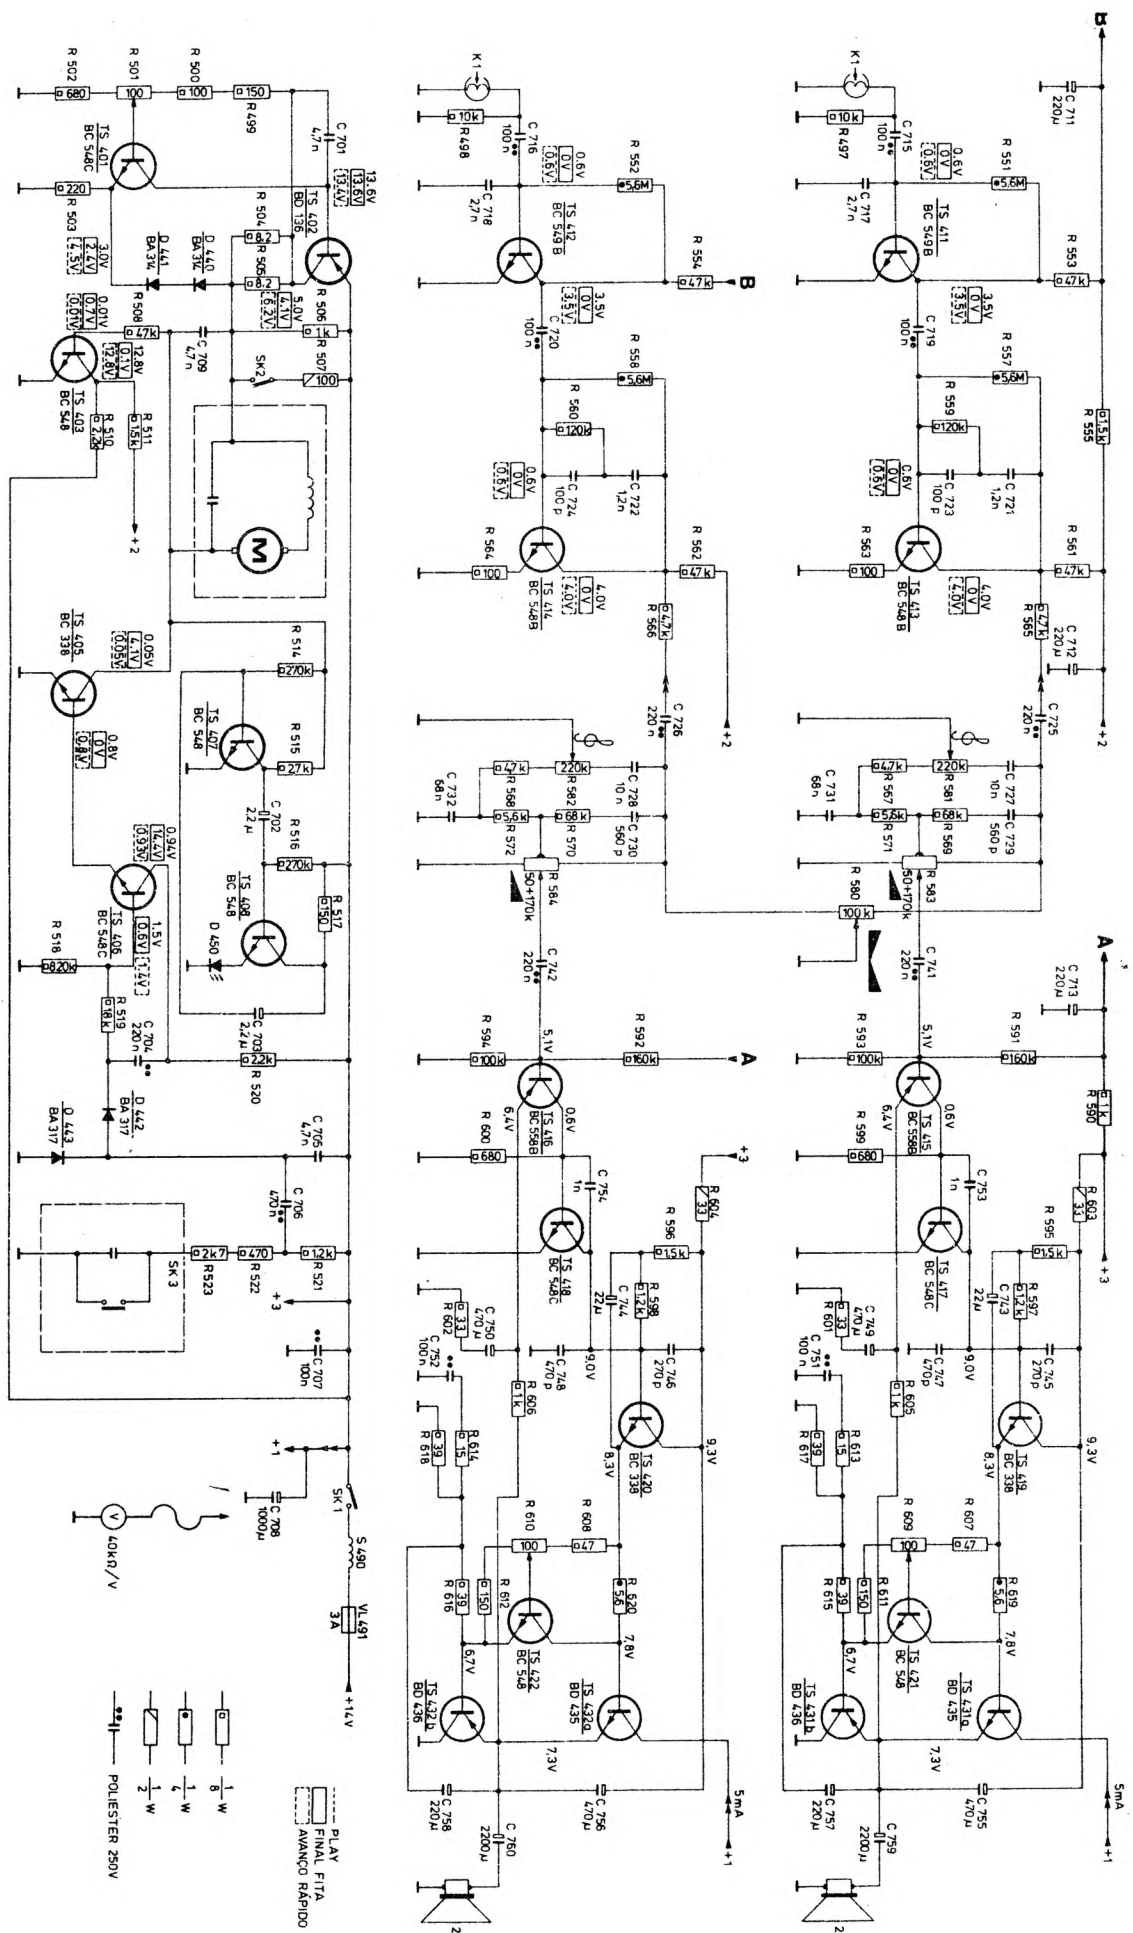 B
C 711
220µ
K1
10k
R 497
C 715
100 n
0.6V
0V
0.6V
R 551
5,6M
C 717
2,7n
TS 411
BC 549B
R 553
47k
3.5V
0V
3.5V
C 719
100n
R 557
5,6M
R 559
120k
C 723
100p
C 721
1,2n
0V
0.6V
R 563
100
TS 413
BC 548B
4.0V
0V
4.0V
R 561
47k
1,5k
R 555
4,7k
R 565
C 712
220µ
+2
C 725
220 n
C 727
10n
220k
R 581
4,7k
R 567
C 731
68n
5,6k
R 571
68k
R 569
C 729
560p
R 583
50+170k
R 580
100k
C 741
220n
A
C 713
220µ
5,1V
R 593
100k
R 591
160k
1k
R 590
6,4V
0,6V
TS 415
BC 558B
R 599
680
C 753
1n
R 603
33
+3
TS 417
BC 548C
R 595
1,5k
R 597
1,2k
C 743
22µ
C 749
470µ
33
R 601
C 751
100n
C 747
470p
9,0V
C 745
270p
R 605
1k
R 613
15
39
R 617
9,3V
8,3V
TS 419
BC 338
R 609
100
R 607
47
R 619
5,6
150
R 611
39
R 615
7,8V
6,7V
TS 421
BC 548
TS 431a
BD 435
TS 431b
BD 436
7,3V
5mA
+1
C 755
470µ
C 757
220µ
C 759
2200µ
2
K1
10k
R498
C 716
100 n
0.6V
0V
0.6V
R 552
5,6M
C 718
2,7n
TS 412
BC 549 B
R 554
47k
B
3.5V
0V
3.5V
C 720
100n
R 558
5,6M
R 560
120k
C 724
100p
C 722
1,2n
0.6V
0V
0.6V
R 564
100
TS 414
BC 548B
4.0V
0V
4.0V
R 562
47k
4,7k
R 566
+2
C 726
220n
C 728
10n
220k
R 582
4,7k
R 568
C 732
68n
5,6k
R 572
68k
R 570
C 730
560p
R 584
50+170k
C 742
220n
A
5,1V
R 594
100k
R 592
160k
6,4V
0,6V
TS 416
BC 558B
R 600
680
C 754
1n
+3
R 604
33
TS 418
BC 548C
R 596
1,5k
R 598
1,2k
C 744
22µ
C 750
470µ
33
R 602
C 752
100n
C 748
470p
9,0V
C 746
270p
R 606
1k
R 614
15
39
R 618
9,3V
8,3V
TS 420
BC 338
R 610
100
R 608
47
R 620
5,6
150
R 612
39
R 616
7,8V
6,7V
TS 422
BC 548
TS 432a
BD 435
TS 432b
BD 436
7,3V
5mA
+1
C 756
470µ
C 758
220µ
C 760
2200µ
2
R 502
680
R 501
100
R 500
100
150
R499
C 701
4,7n
TS 401
BC 548C
220
R 503
13.6V
13.6V
13.4V
TS 402
BD 136
R 504
8.2
R 505
8.2
D 441
BA 314
D 440
BA 314
3.0V
2.4V
4.5V
5.0V
4.1V
6.2V
R 506
1k
R 507
100
SK2
C 709
4,7n
R 508
47k
0.01V
0.7V
0.01V
12.8V
0.1V
12.8V
TS 403
BC 548
R 510
R 511
1,5k
+2
M
TS 405
BC 338
0.05V
4.1V
0.05V
R 514
270k
TS 407
BC 548
R 515
2,7k
C 702
2,2µ
R 516
270k
0.8V
0V
0.8V
0.94V
14.4V
0.93V
TS 406
BC 548C
1.5V
0.6V
1.4V
TS 408
BC 548
R 517
150
D 450
R 518
820k
18k
R 519
C 703
2,2µ
C 704
220n
2,2k
R 520
D 442
BA 317
D 443
BA 317
C 705
4,7n
C 706
470n
SK 3
2k7
R 523
470
R 522
1,2k
R 521
+3
C 707
100n
+1
C 708
1000µ
V
40kΩ/V
SK 1
S 490
VL491
3A
+14V
PLAY
FINAL FITA
AVANÇO RÁPIDO
1/8 W
1/4 W
1/2 W
POLIESTER 250V